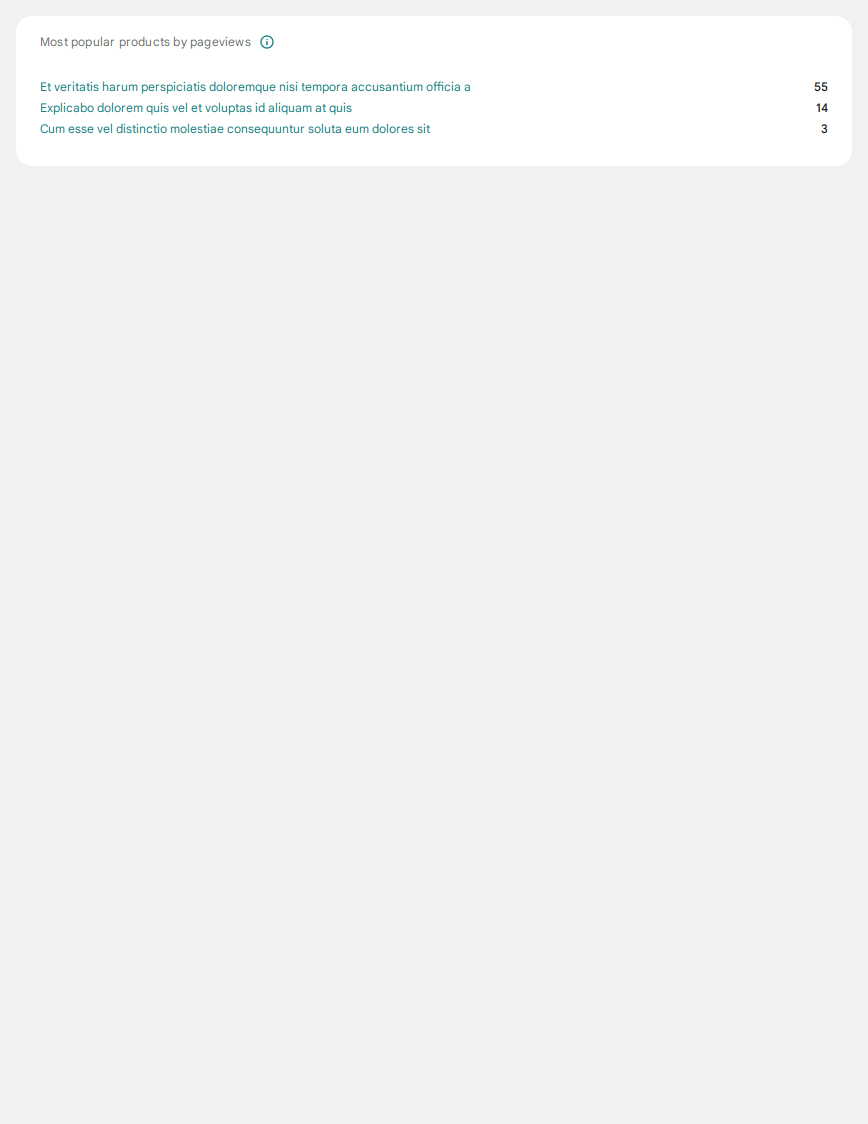 Most popular products by pageviews
Et veritatis harum perspiciatis doloremque nisi tempora accusantium officia a 55
Explicabo dolorem quis vel et voluptas id aliquam at quis 14
Cum esse vel distinctio molestiae consequuntur soluta eum dolores sit 3